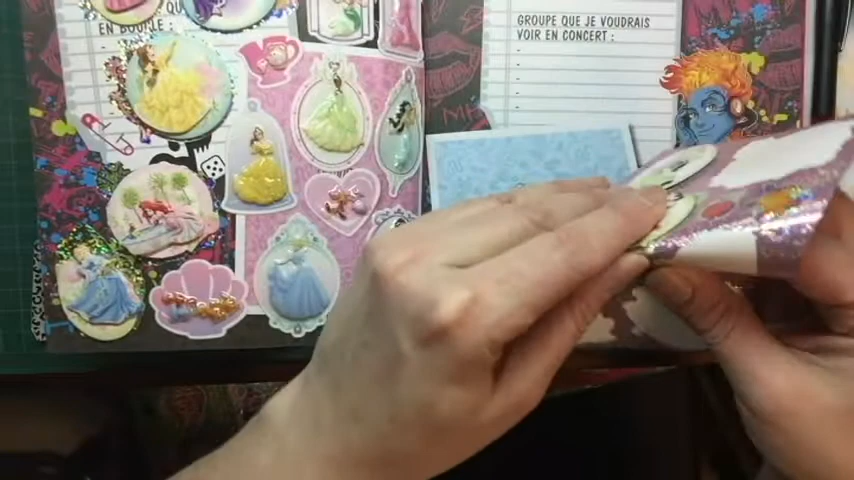 EN BOUCLE
GROUPE QUE JE VOUDRAIS
VOIR EN CONCERT :